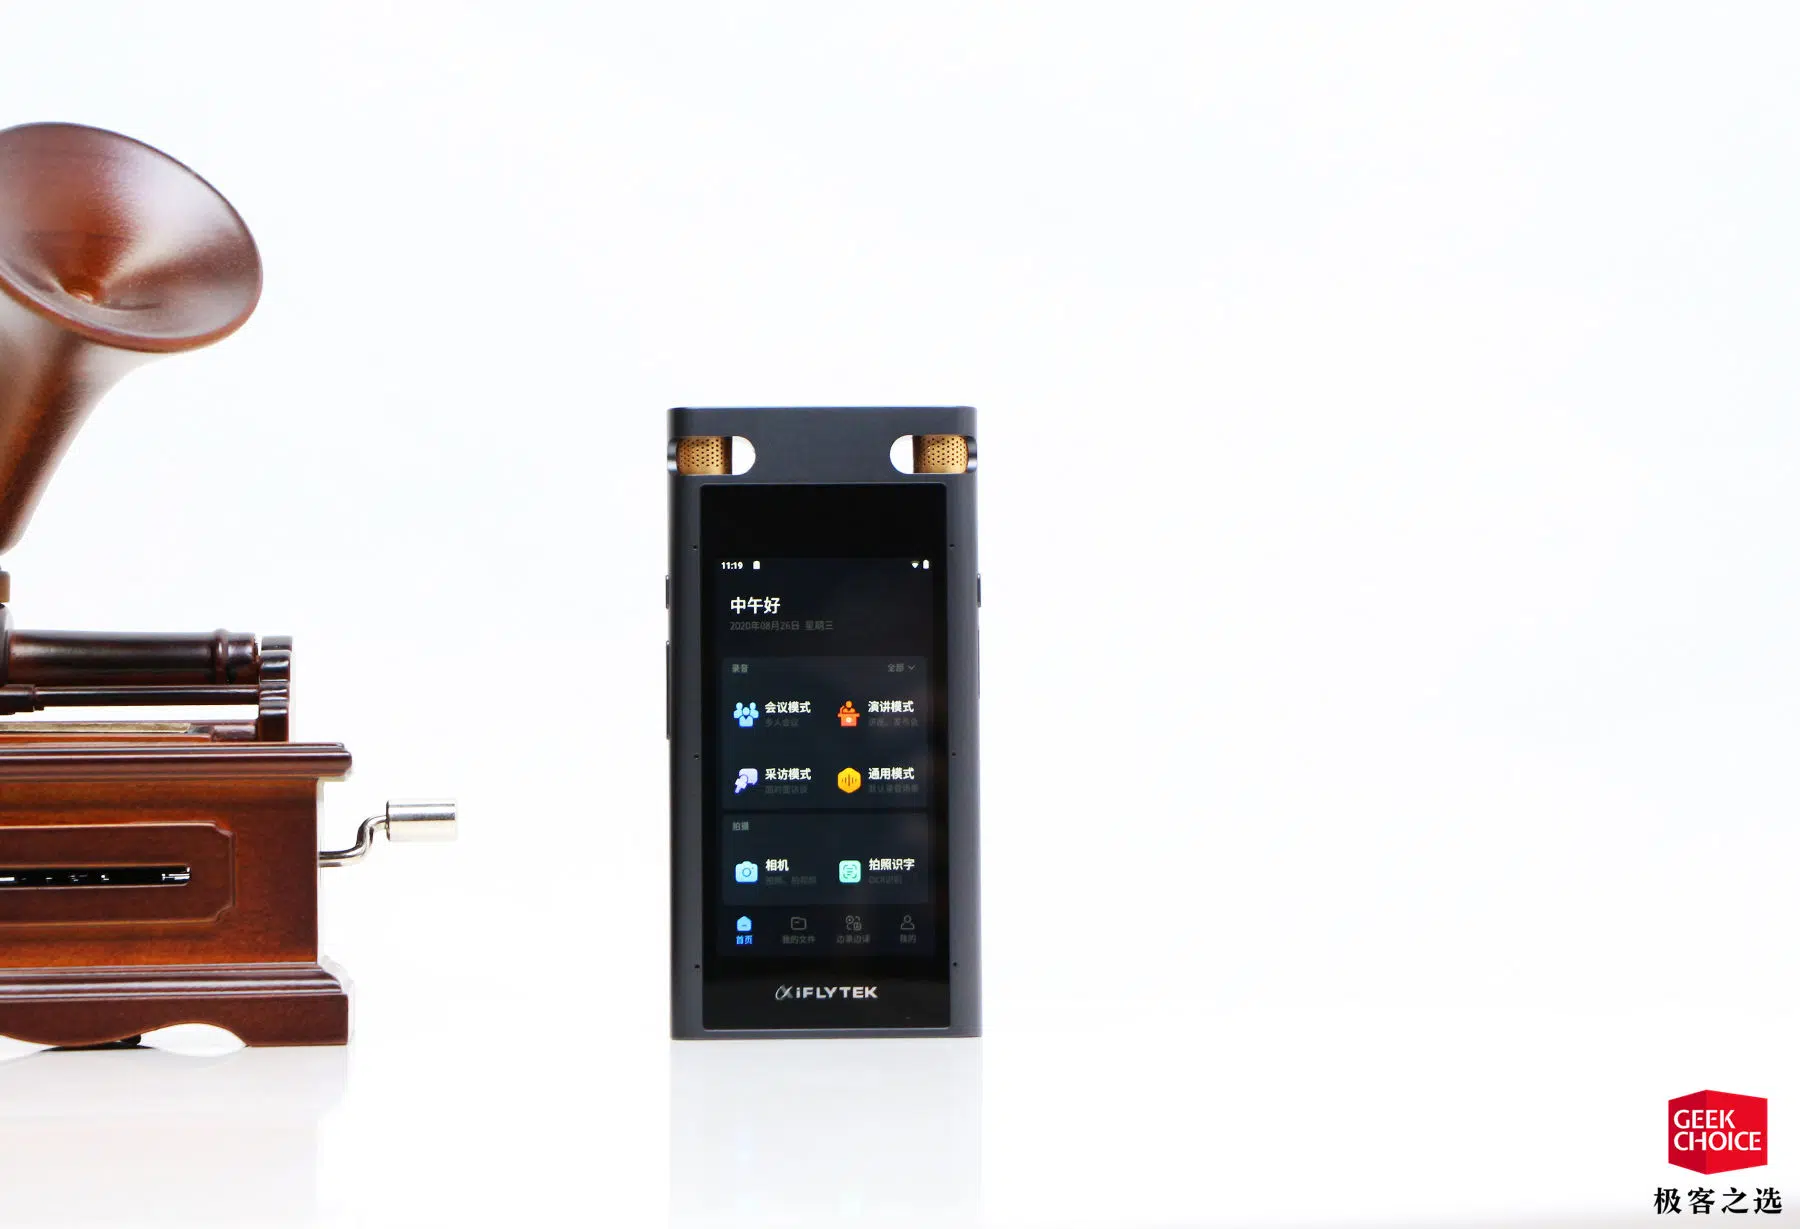 11:19
中午好
2020年08月26日 星期三
录音
全部
会议模式
多人会议
演讲模式
讲座、发布会
采访模式
面对面访谈
通用模式
默认录音场景
拍摄
相机
拍照、拍视频
拍照识字
OCR识别
首页
我的文件
边录边译
我的
iFLYTEK
GEEK
CHOICE
极客之选